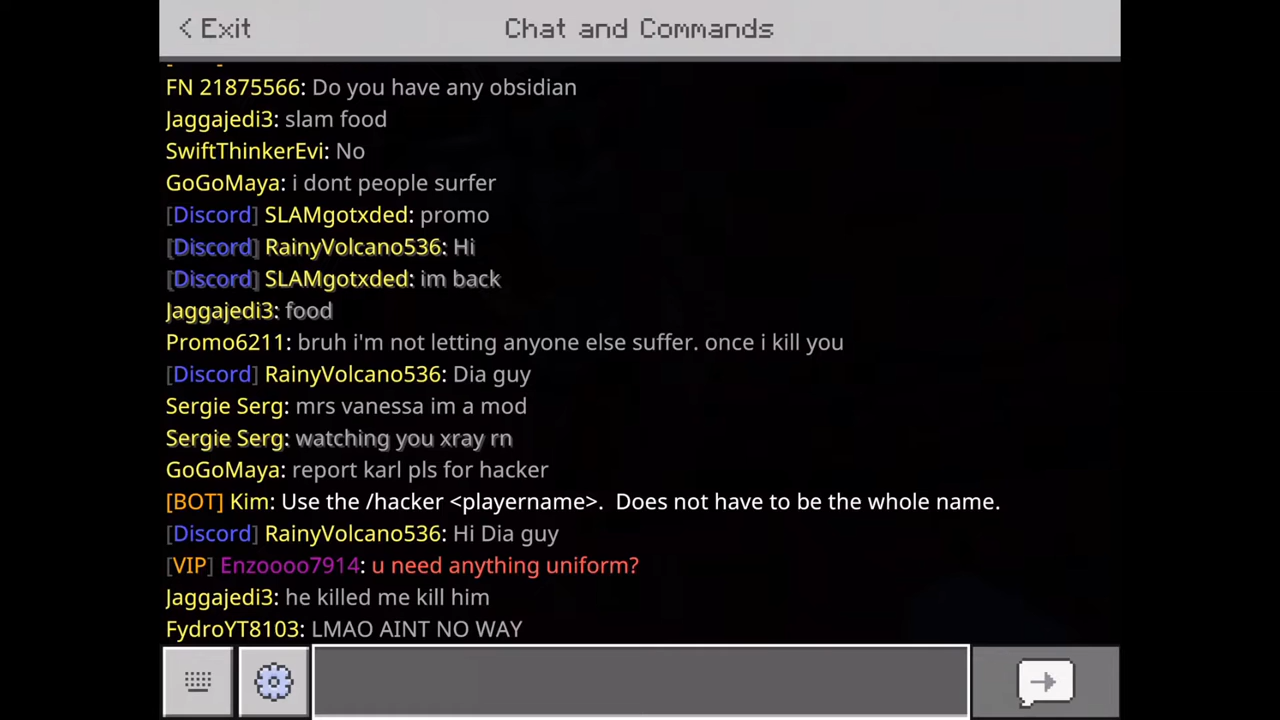 < Exit
Chat and Commands
FN 21875566: Do you have any obsidian
Jaggajedi3: slam food
SwiftThinkerEvi: No
GoGoMaya: i dont people surfer
[Discord] SLAMgotxded: promo
[Discord] RainyVolcano536: Hi
[Discord] SLAMgotxded: im back
Jaggajedi3: food
Promo6211: bruh i'm not letting anyone else suffer. once i kill you
[Discord] RainyVolcano536: Dia guy
Sergie Serg: mrs vanessa im a mod
Sergie Serg: watching you xray rn
GoGoMaya: report karl pls for hacker
[BOT] Kim: Use the /hacker <playername>.  Does not have to be the whole name.
[Discord] RainyVolcano536: Hi Dia guy
[VIP] Enzoooo7914: u need anything uniform?
Jaggajedi3: he killed me kill him
FydroYT8103: LMAO AINT NO WAY